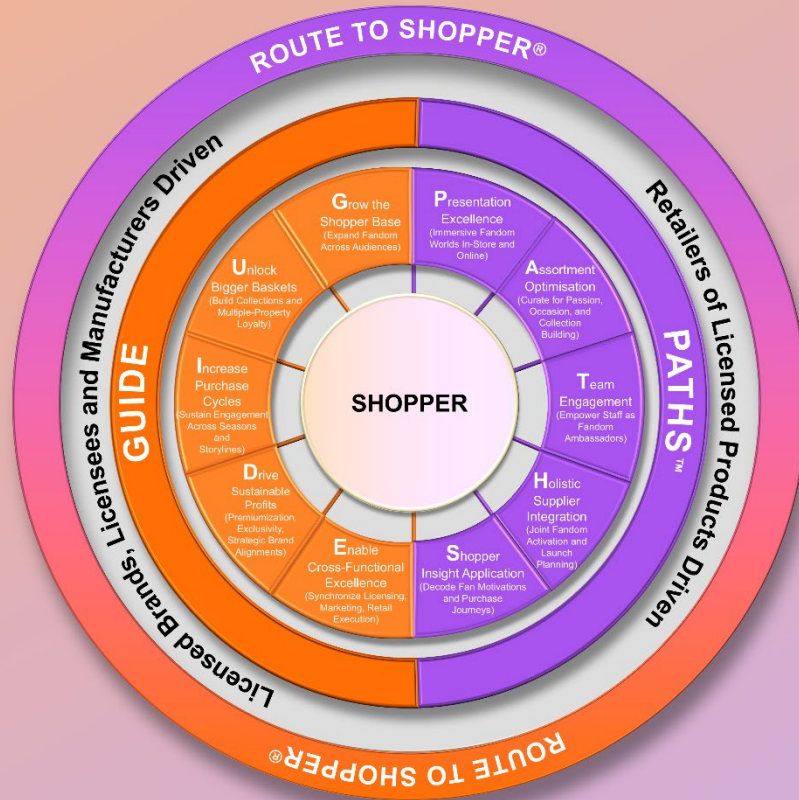 ROUTE TO SHOPPER®
Licensed Brands, Licensees and Manufacturers Driven
Retailers of Licensed Products Driven
GUIDE
PATHS™
Grow the
Shopper Base
(Expand Fandom
Across Audiences)
Unlock
Bigger Baskets
(Build Collections and
Multiple-Property
Loyalty)
Increase
Purchase
Cycles
(Sustain Engagement
Across Seasons
and
Storylines)
Drive
Sustainable
Profits
(Premiumization,
Exclusivity,
Strategic Brand
Alignments)
Enable
Cross-Functional
Excellence
(Synchronize Licensing,
Marketing, Retail
Execution)
Presentation
Excellence
(Immersive Fandom
Worlds In-Store and
Online)
Assortment
Optimisation
(Curate for Passion,
Occasion, and
Collection
Building)
Team
Engagement
(Empower Staff as
Fandom
Ambassadors)
Holistic
Supplier
Integration
(Joint Fandom
Activation and
Launch
Planning)
Shopper
Insight Application
(Decode Fan Motivations
and Purchase
Journeys)
SHOPPER
ROUTE TO SHOPPER®